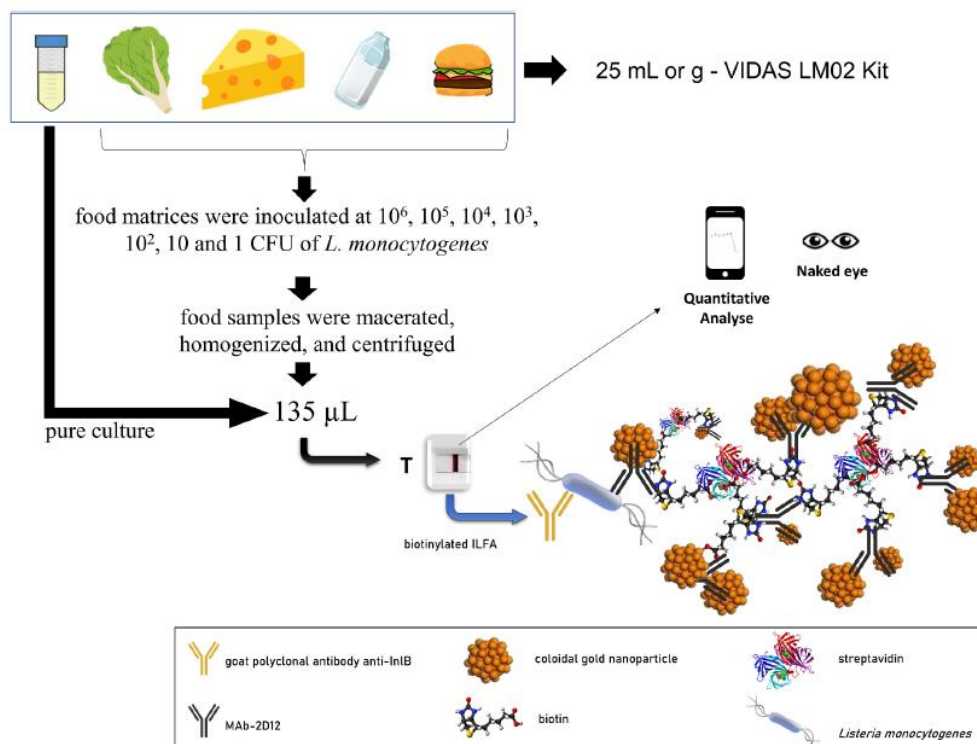 25 mL or g - VIDAS LM02 Kit
food matrices were inoculated at 10⁶, 10⁵, 10⁴, 10³,
10², 10 and 1 CFU of L. monocytogenes
food samples were macerated,
homogenized, and centrifuged
135 µL
pure culture
T
biotinylated ILFA
Quantitative
Analyse
Naked eye
goat polyclonal antibody anti-InlB
coloidal gold nanoparticle
streptavidin
MAb-2D12
biotin
Listeria monocytogenes